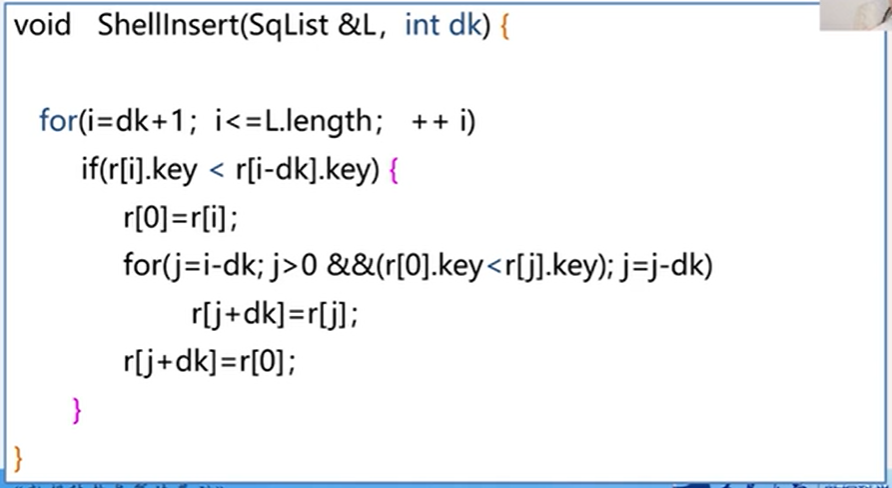 void ShellInsert(SqList &L, int dk) {
for(i=dk+1; i<=L.length; ++ i)
if(r[i].key < r[i-dk].key) {
r[0]=r[i];
for(j=i-dk; j>0 &&(r[0].key<r[j].key); j=j-dk)
r[j+dk]=r[j];
r[j+dk]=r[0];
}
}